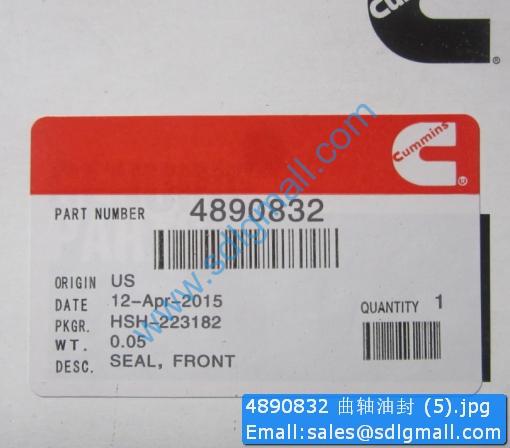 Cummins
®
Cummins
®
PART NUMBER 4890832
ORIGIN US
DATE 12-Apr-2015
PKGR. HSH-223182
WT. 0.05
DESC. SEAL, FRONT
QUANTITY 1
www.sdlgmall.com
4890832 曲轴油封 (5).jpg
Email:sales@sdlgmall.com